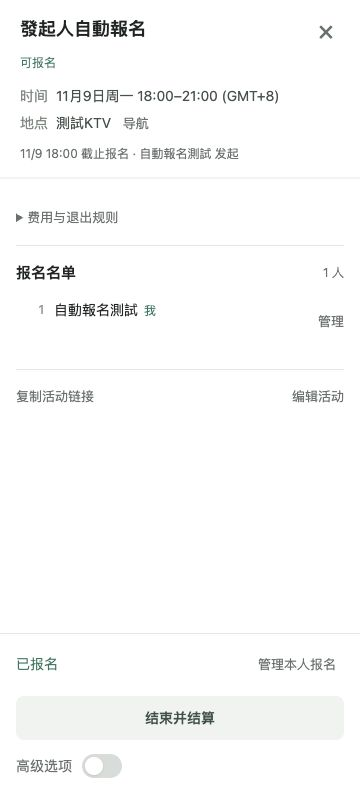 發起人自動報名
可报名
时间 11月9日周一 18:00–21:00 (GMT+8)
地点 測試KTV 导航
11/9 18:00 截止报名 · 自動報名測試 发起
费用与退出规则
报名名单 1 人
1 自動報名測試 我
管理
复制活动链接 编辑活动
已报名 管理本人报名
结束并结算
高级选项